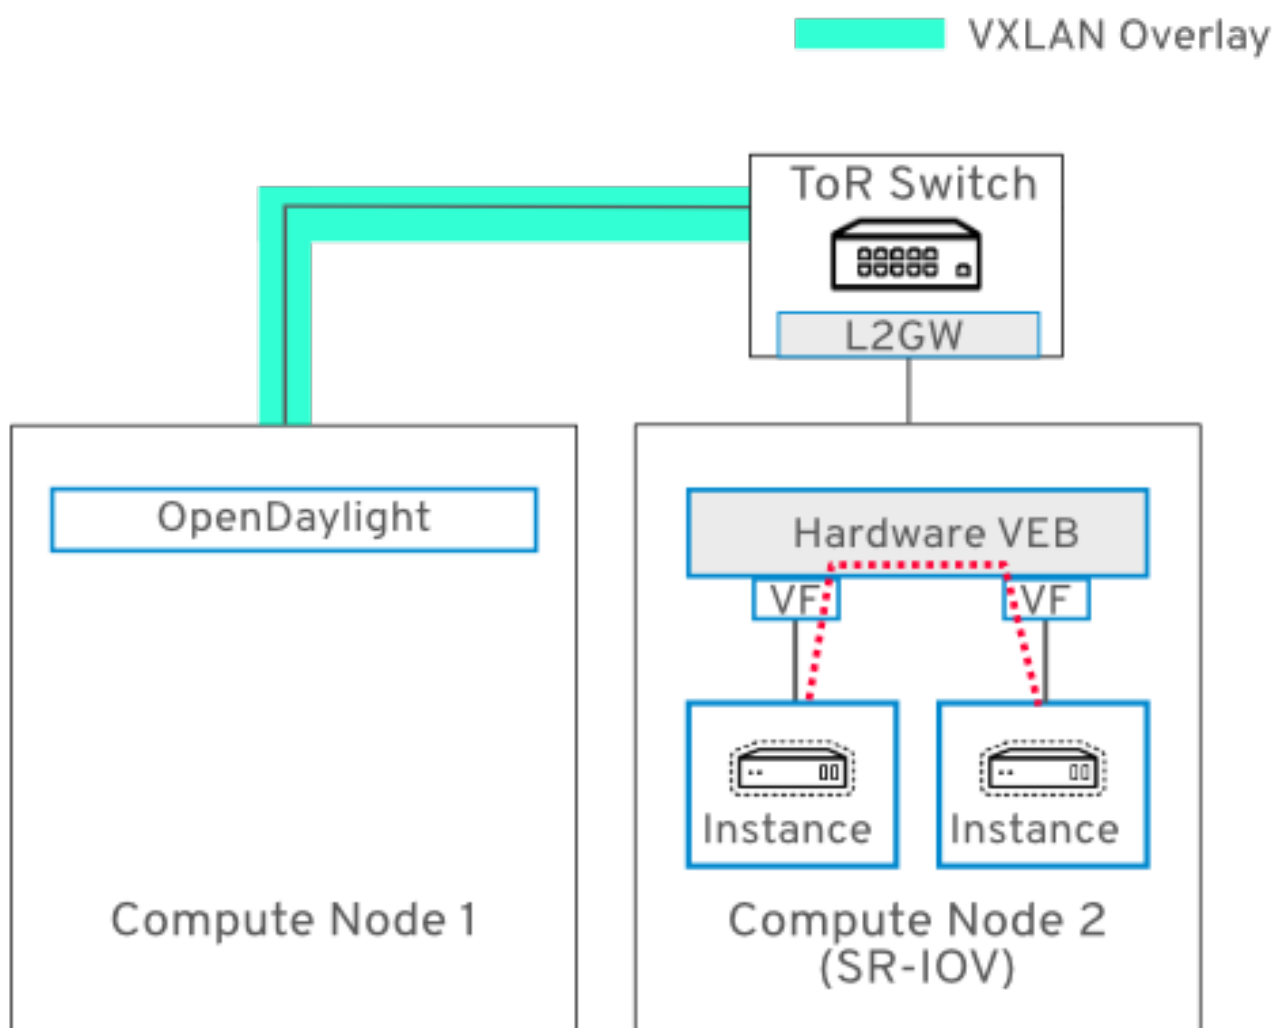 VXLAN Overlay
ToR Switch
L2GW
OpenDaylight
Hardware VEB
VF
VF
Instance
Instance
Compute Node 1
Compute Node 2
(SR-IOV)